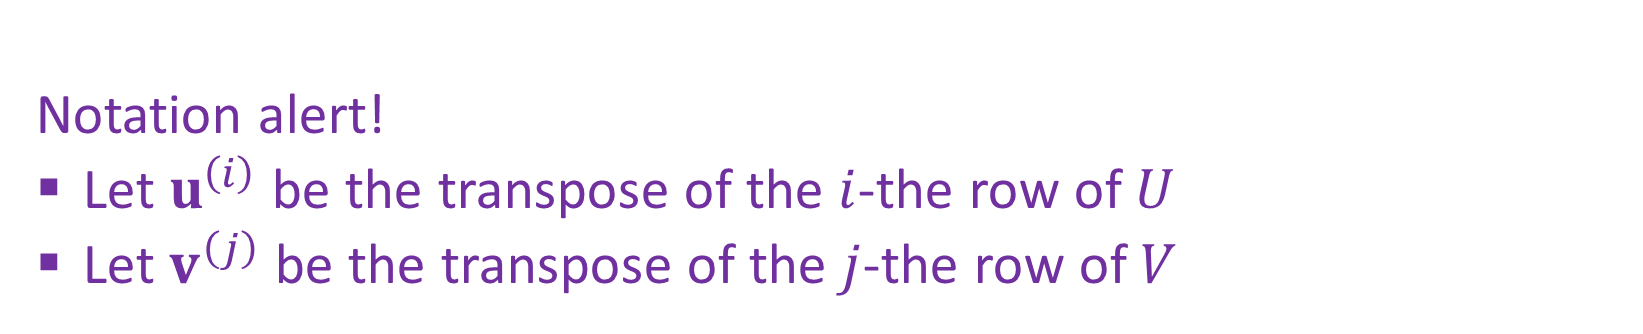 Notation alert!
▪ Let 𝐮⁽ⁱ⁾ be the transpose of the 𝑖-the row of 𝑈
▪ Let 𝐯⁽ʲ⁾ be the transpose of the 𝑗-the row of 𝑉